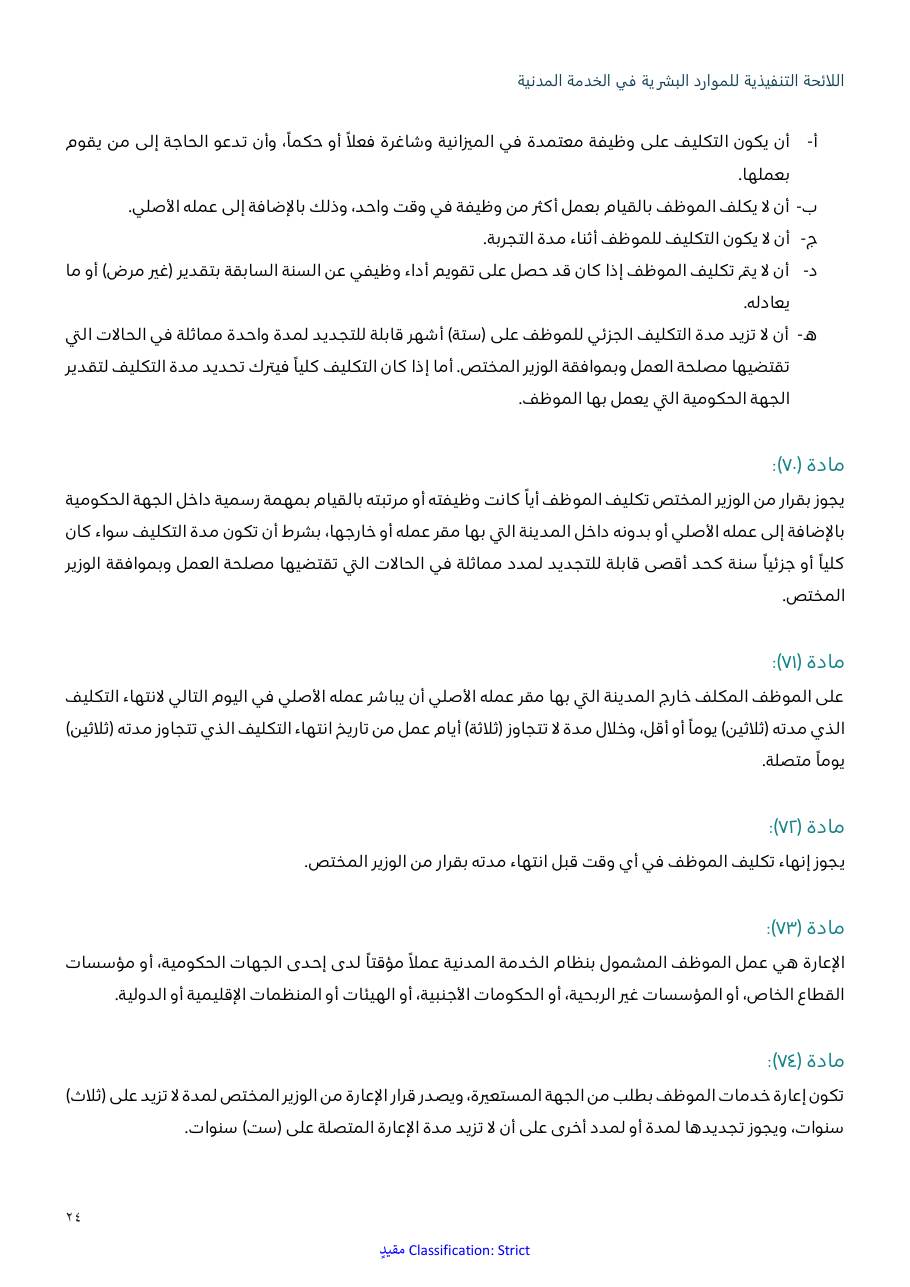 اللائحة التنفيذية للموارد البشرية في الخدمة المدنية
أ- أن يكون التكليف على وظيفة معتمدة في الميزانية وشاغرة فعلاً أو حكماً، وأن تدعو الحاجة إلى من يقوم
بعملها.
ب- أن لا يكلف الموظف بالقيام بعمل أكثر من وظيفة في وقت واحد، وذلك بالإضافة إلى عمله الأصلي.
ج- أن لا يكون التكليف للموظف أثناء مدة التجربة.
د- أن لا يتم تكليف الموظف إذا كان قد حصل على تقويم أداء وظيفي عن السنة السابقة بتقدير (غير مرض) أو ما
يعادله.
هـ- أن لا تزيد مدة التكليف الجزئي للموظف على (ستة) أشهر قابلة للتجديد لمدة واحدة مماثلة في الحالات التي
تقتضيها مصلحة العمل وبموافقة الوزير المختص. أما إذا كان التكليف كلياً فيترك تحديد مدة التكليف لتقدير
الجهة الحكومية التي يعمل بها الموظف.
مادة (٧٠):
يجوز بقرار من الوزير المختص تكليف الموظف أياً كانت وظيفته أو مرتبته بالقيام بمهمة رسمية داخل الجهة الحكومية
بالإضافة إلى عمله الأصلي أو بدونه داخل المدينة التي بها مقر عمله أو خارجها، بشرط أن تكون مدة التكليف سواء كان
كلياً أو جزئياً سنة كحد أقصى قابلة للتجديد لمدد مماثلة في الحالات التي تقتضيها مصلحة العمل وبموافقة الوزير
المختص.
مادة (٧١):
على الموظف المكلف خارج المدينة التي بها مقر عمله الأصلي أن يباشر عمله الأصلي في اليوم التالي لانتهاء التكليف
الذي مدته (ثلاثين) يوماً أو أقل، وخلال مدة لا تتجاوز (ثلاثة) أيام عمل من تاريخ انتهاء التكليف الذي تتجاوز مدته (ثلاثين)
يوماً متصلة.
مادة (٧٢):
يجوز إنهاء تكليف الموظف في أي وقت قبل انتهاء مدته بقرار من الوزير المختص.
مادة (٧٣):
الإعارة هي عمل الموظف المشمول بنظام الخدمة المدنية عملاً مؤقتاً لدى إحدى الجهات الحكومية، أو مؤسسات
القطاع الخاص، أو المؤسسات غير الربحية، أو الحكومات الأجنبية، أو الهيئات أو المنظمات الإقليمية أو الدولية.
مادة (٧٤):
تكون إعارة خدمات الموظف بطلب من الجهة المستعيرة، ويصدر قرار الإعارة من الوزير المختص لمدة لا تزيد على (ثلاث)
سنوات، ويجوز تجديدها لمدة أو لمدد أخرى على أن لا تزيد مدة الإعارة المتصلة على (ست) سنوات.
٢٤
Classification: Strict مقيدٍ